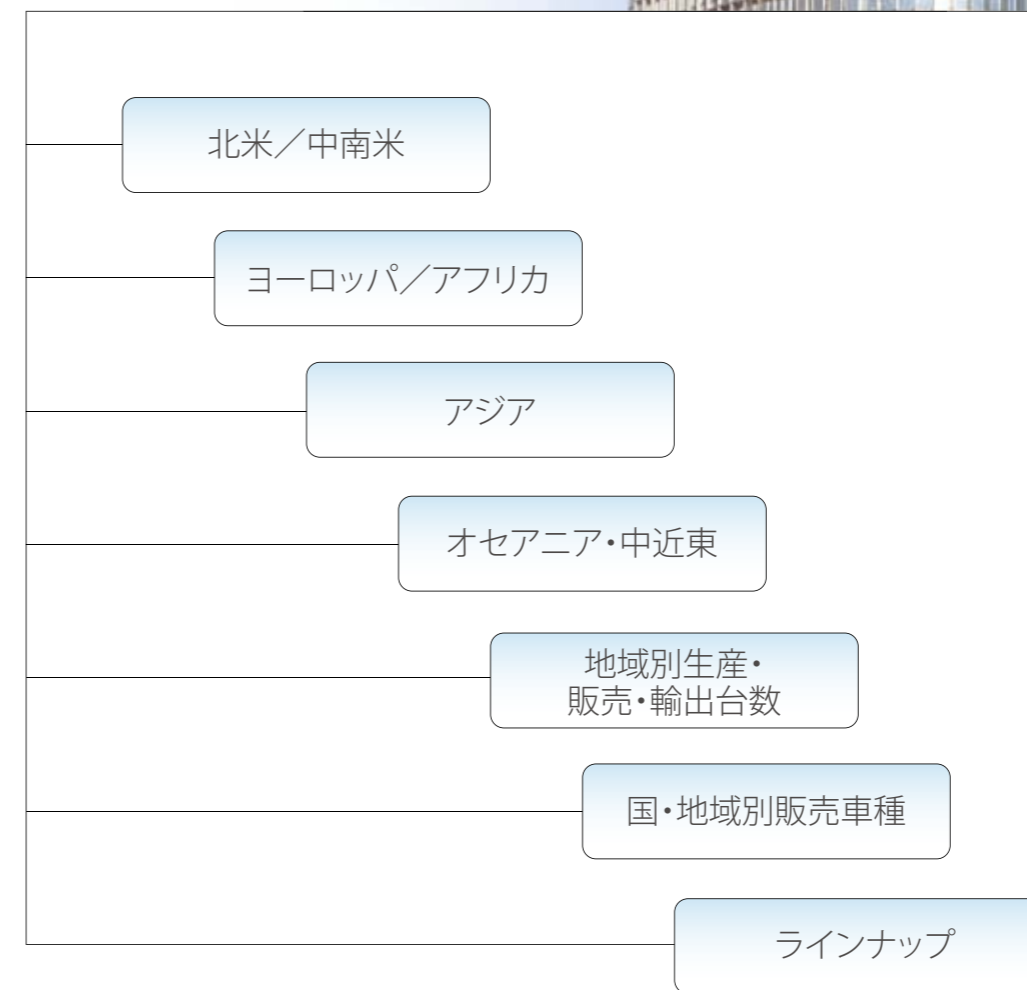 北米／中南米
ヨーロッパ／アフリカ
アジア
オセアニア・中近東
地域別生産・
販売・輸出台数
国・地域別販売車種
ラインナップ